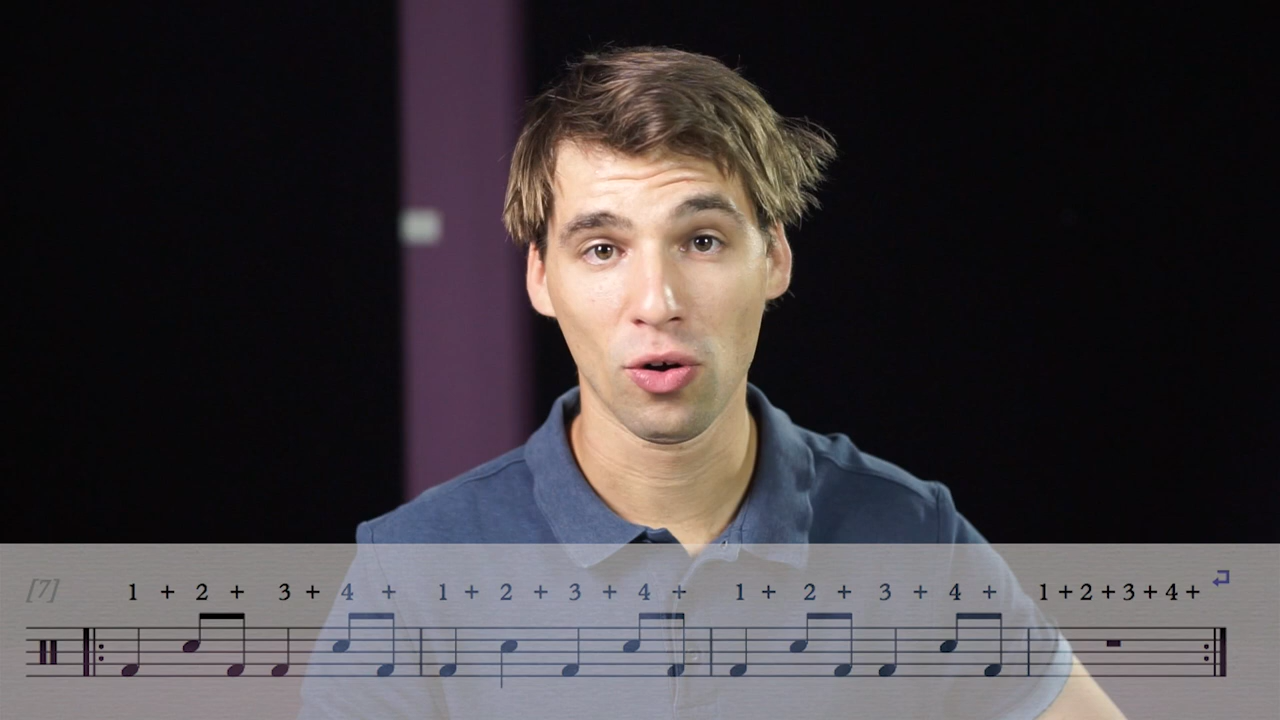 [7] 1 + 2 + 3 + 4 + 1 + 2 + 3 + 4 + 1 + 2 + 3 + 4 + 1 + 2 + 3 + 4 +